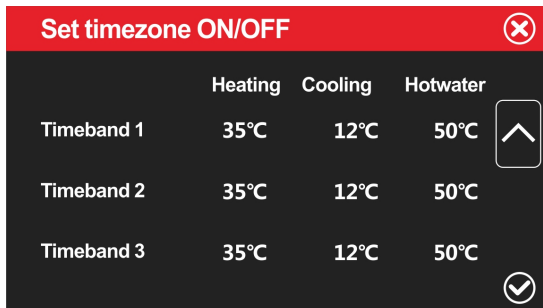 Set timezone ON/OFF
Heating Cooling Hotwater
Timeband 1 35℃ 12℃ 50℃
Timeband 2 35℃ 12℃ 50℃
Timeband 3 35℃ 12℃ 50℃